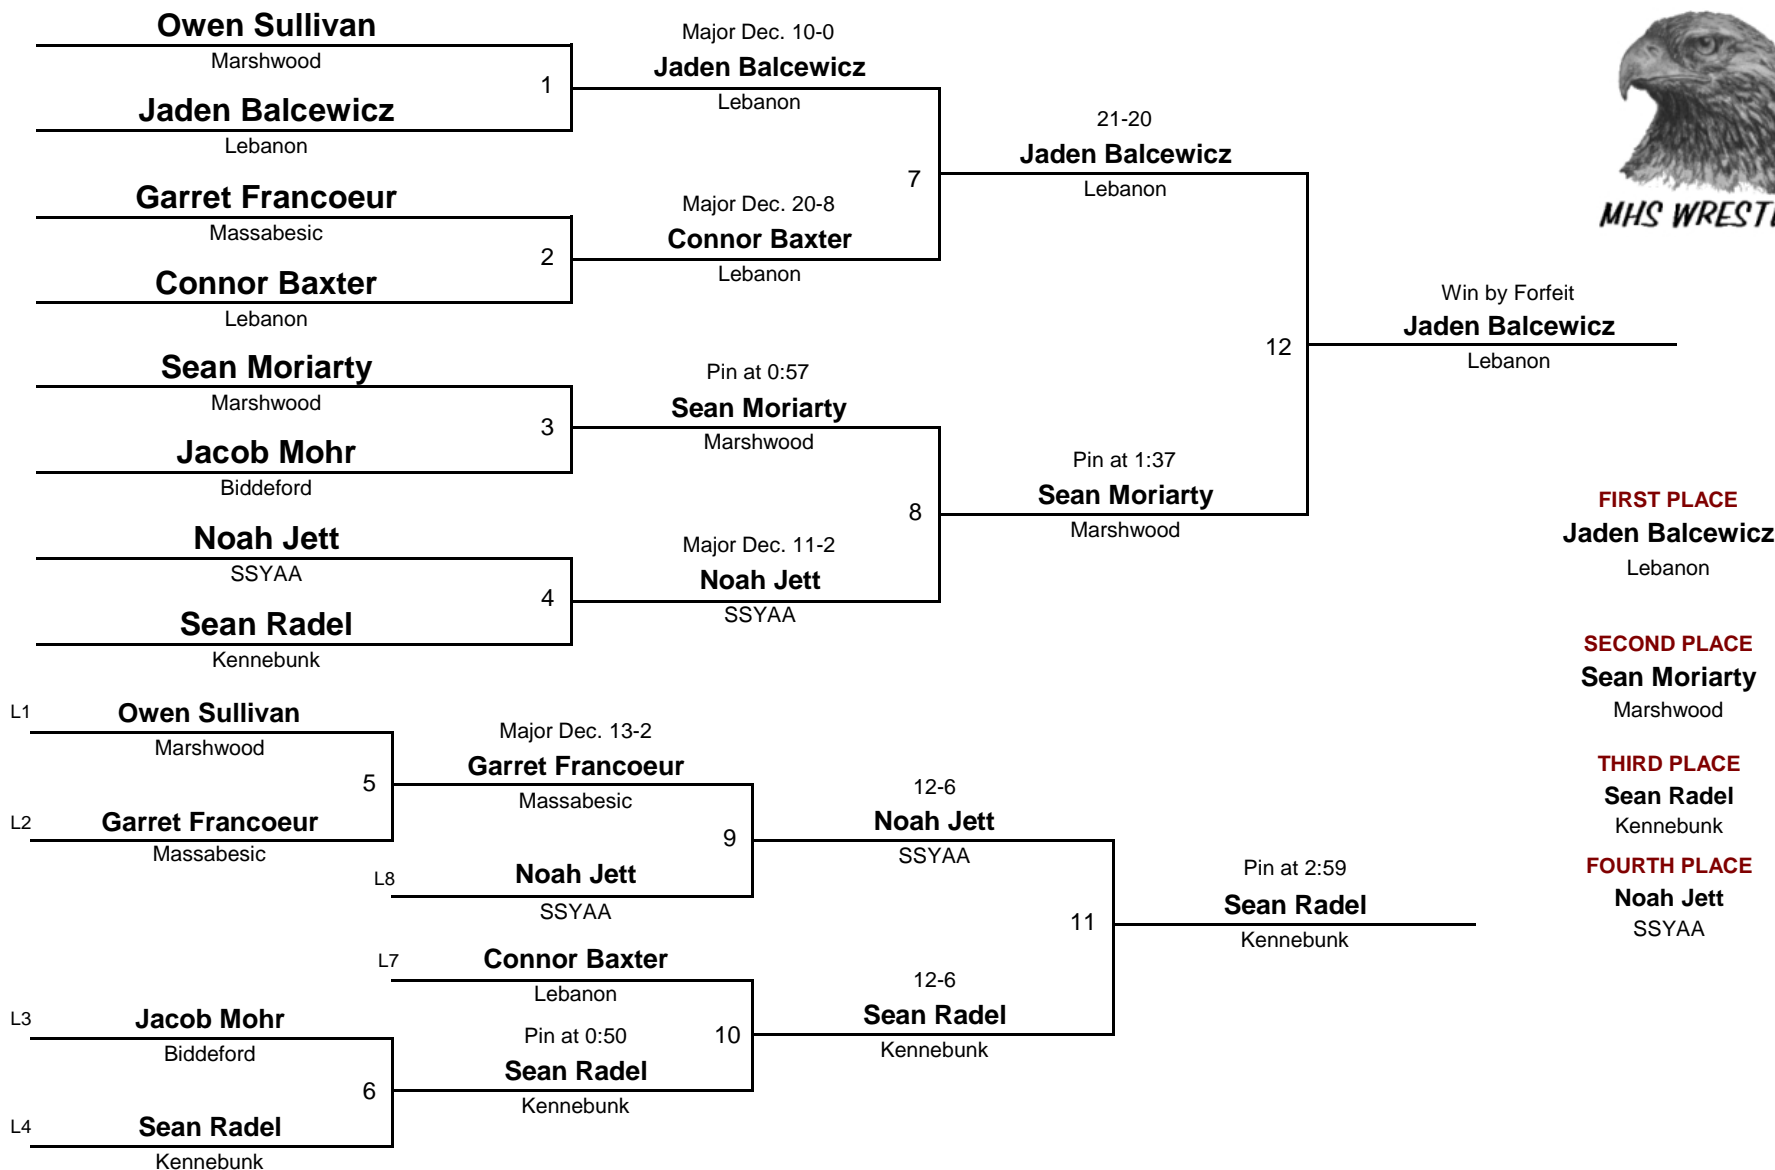 Owen Sullivan
Marshwood
1
Jaden Balcewicz
Lebanon
Garret Francoeur
Massabesic
2
Connor Baxter
Lebanon
Sean Moriarty
Marshwood
3
Jacob Mohr
Biddeford
Noah Jett
SSYAA
4
Sean Radel
Kennebunk
Major Dec. 10-0
Jaden Balcewicz
Lebanon
7
Major Dec. 20-8
Connor Baxter
Lebanon
Pin at 0:57
Sean Moriarty
Marshwood
8
Major Dec. 11-2
Noah Jett
SSYAA
21-20
Jaden Balcewicz
Lebanon
12
Pin at 1:37
Sean Moriarty
Marshwood
Win by Forfeit
Jaden Balcewicz
Lebanon
MHS WREST
FIRST PLACE
Jaden Balcewicz
Lebanon
SECOND PLACE
Sean Moriarty
Marshwood
THIRD PLACE
Sean Radel
Kennebunk
FOURTH PLACE
Noah Jett
SSYAA
L1
Owen Sullivan
Marshwood
5
L2
Garret Francoeur
Massabesic
Major Dec. 13-2
Garret Francoeur
Massabesic
9
L8
Noah Jett
SSYAA
L7
Connor Baxter
Lebanon
10
L3
Jacob Mohr
Biddeford
6
L4
Sean Radel
Kennebunk
Pin at 0:50
Sean Radel
Kennebunk
12-6
Noah Jett
SSYAA
11
12-6
Sean Radel
Kennebunk
Pin at 2:59
Sean Radel
Kennebunk